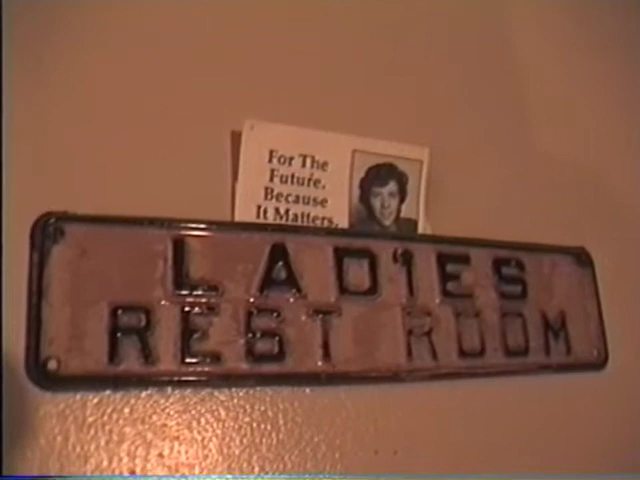 For The
Future.
Because
It Matters.
LADIES
REST ROOM